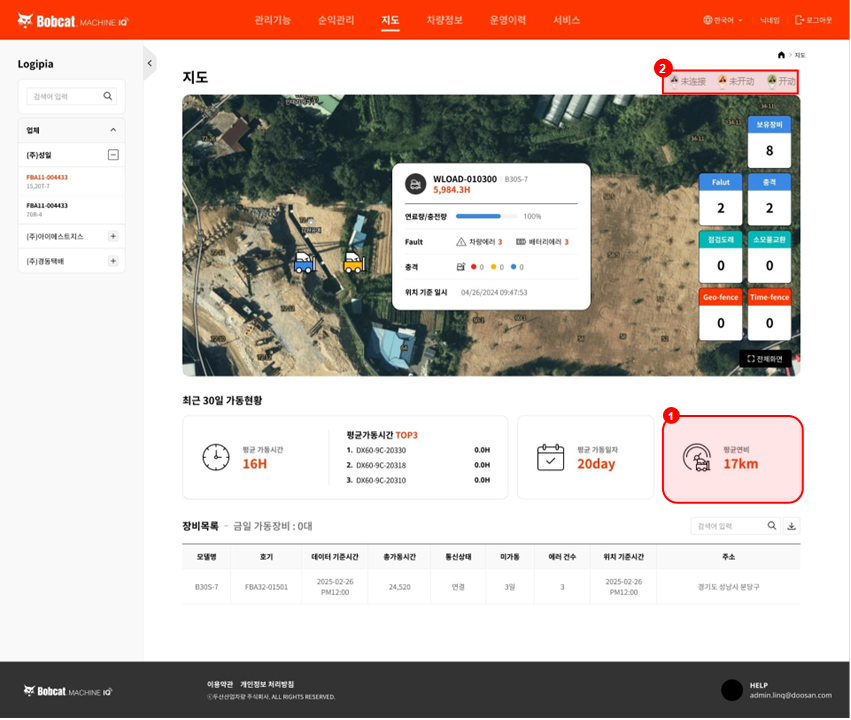 Bobcat. MACHINE IQ
관리기능 순익관리 지도 차량정보 운영이력 서비스
한국어 닉네임 로그아웃
Logipia
검색어 입력
업체
(주)성일
FBA11-004433
15,20T-7
FBA11-004433
70R-4
(주)아이에스트지스
(주)경동택배
> 지도
지도
2
未连接 未开动 开动
WLOAD-010300 B30S-7
5,984.3H
연료량/충전량 100%
Fault 차량에러 3 배터리에러 3
충격 0 0 0
위치 기준 일시 04/26/2024 09:47:53
보유장비
8
Falut 충격
2 2
점검도래 소모품교환
0 0
Geo-fence Time-fence
0 0
전체화면
최근 30일 가동현황
1
평균 가동시간
16H
평균가동시간 TOP3
1. DX60-9C-20330 0.0H
2. DX60-9C-20318 0.0H
3. DX60-9C-20310 0.0H
평균 가동일자
20day
평균연비
17km
장비목록 - 금일 가동장비 : 0대
검색어 입력
모델명 호기 데이터 기준시간 총가동시간 통신상태 미가동 에러 건수 위치 기준시간 주소
B30S-7 FBA32-01501 2025-02-26 PM12:00 24,520 연결 3일 3 2025-02-26 PM12:00 경기도 성남시 분당구
Bobcat. MACHINE IQ
이용약관 개인정보 처리방침
ⓒ두산산업차량 주식회사. ALL RIGHTS RESERVED.
HELP
admin.linq@doosan.com